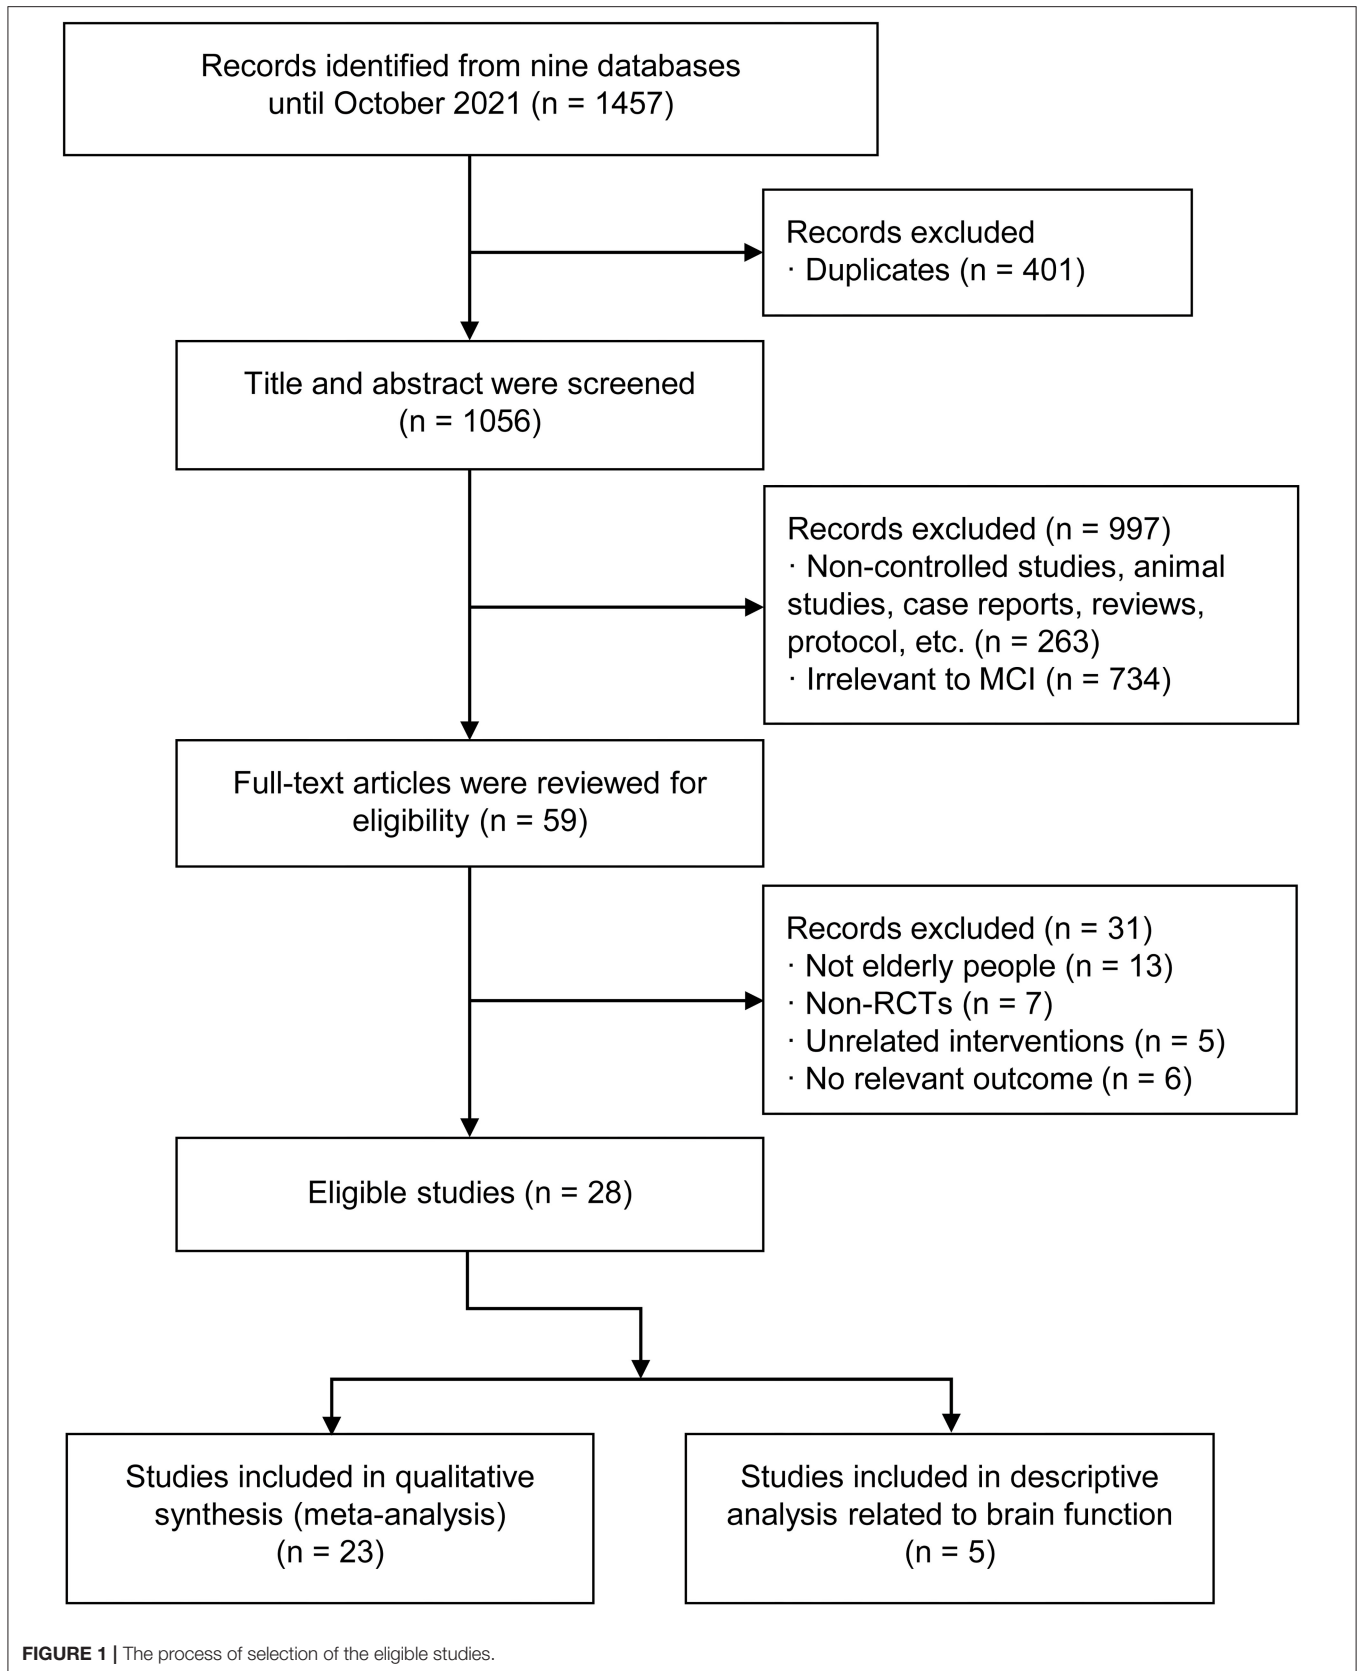 Records identified from nine databases
until October 2021 (n = 1457)
Records excluded
· Duplicates (n = 401)
Title and abstract were screened
(n = 1056)
Records excluded (n = 997)
· Non-controlled studies, animal
studies, case reports, reviews,
protocol, etc. (n = 263)
· Irrelevant to MCI (n = 734)
Full-text articles were reviewed for
eligibility (n = 59)
Records excluded (n = 31)
· Not elderly people (n = 13)
· Non-RCTs (n = 7)
· Unrelated interventions (n = 5)
· No relevant outcome (n = 6)
Eligible studies (n = 28)
Studies included in qualitative
synthesis (meta-analysis)
(n = 23)
Studies included in descriptive
analysis related to brain function
(n = 5)
FIGURE 1 | The process of selection of the eligible studies.